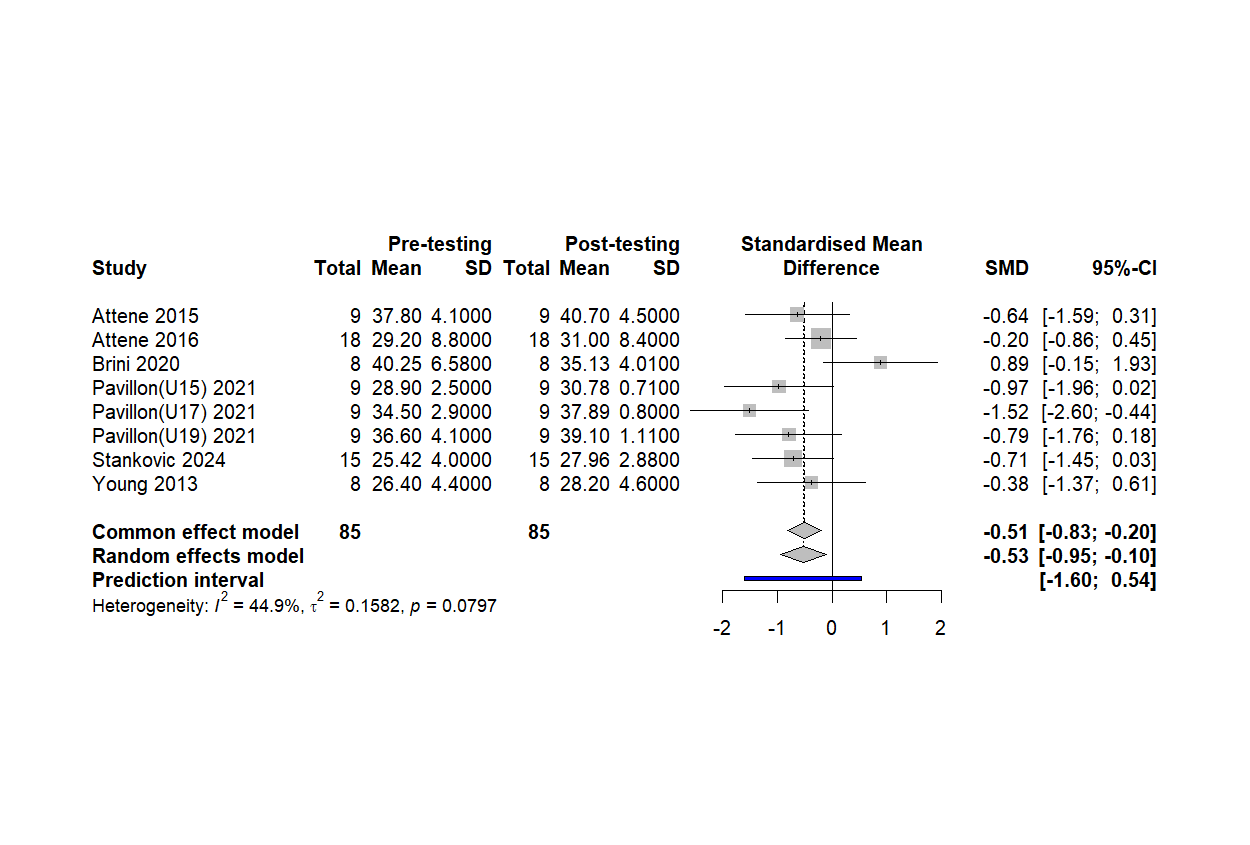 Pre-testing Post-testing Standardised Mean
Study Total Mean SD Total Mean SD Difference SMD 95%-CI
Attene 2015 9 37.80 4.1000 9 40.70 4.5000 -0.64 [-1.59; 0.31]
Attene 2016 18 29.20 8.8000 18 31.00 8.4000 -0.20 [-0.86; 0.45]
Brini 2020 8 40.25 6.5800 8 35.13 4.0100 0.89 [-0.15; 1.93]
Pavillon(U15) 2021 9 28.90 2.5000 9 30.78 0.7100 -0.97 [-1.96; 0.02]
Pavillon(U17) 2021 9 34.50 2.9000 9 37.89 0.8000 -1.52 [-2.60; -0.44]
Pavillon(U19) 2021 9 36.60 4.1000 9 39.10 1.1100 -0.79 [-1.76; 0.18]
Stankovic 2024 15 25.42 4.0000 15 27.96 2.8800 -0.71 [-1.45; 0.03]
Young 2013 8 26.40 4.4000 8 28.20 4.6000 -0.38 [-1.37; 0.61]
Common effect model 85 85 -0.51 [-0.83; -0.20]
Random effects model -0.53 [-0.95; -0.10]
Prediction interval [-1.60; 0.54]
Heterogeneity: I² = 44.9%, τ² = 0.1582, p = 0.0797
-2 -1 0 1 2